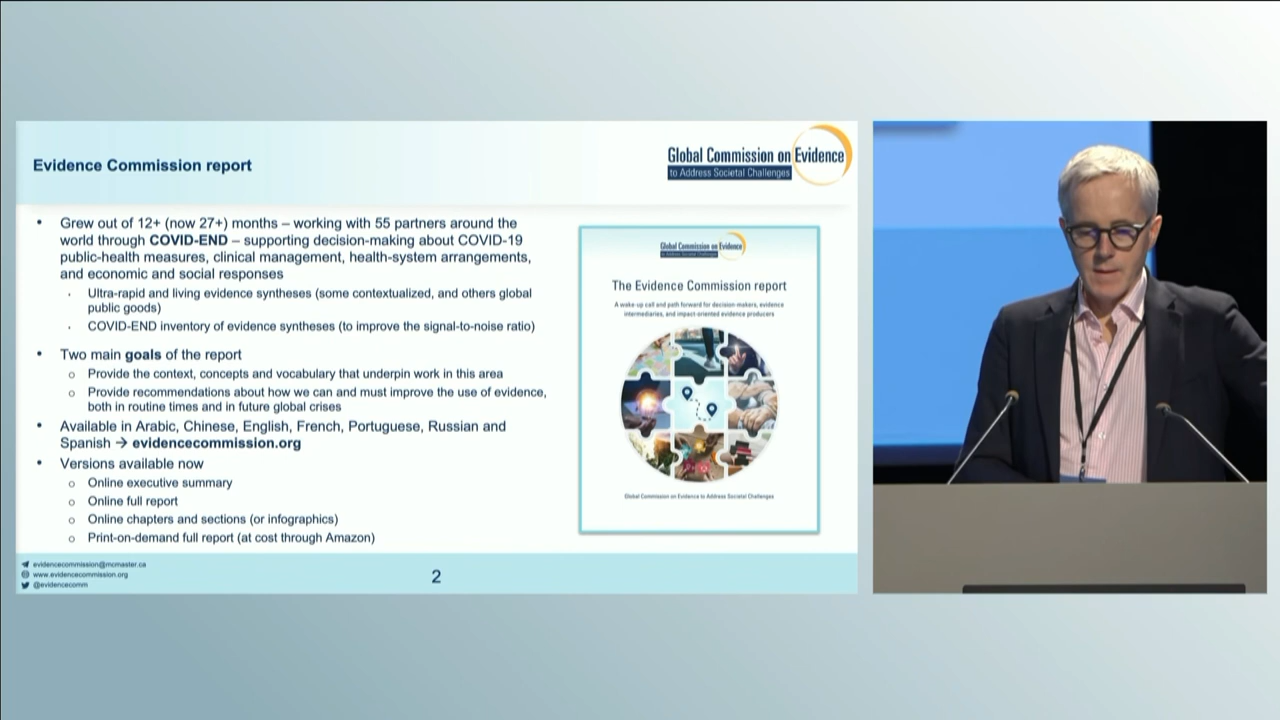 Evidence Commission report
Global Commission on Evidence
to Address Societal Challenges
• Grew out of 12+ (now 27+) months – working with 55 partners around the
world through COVID-END – supporting decision-making about COVID-19
public-health measures, clinical management, health-system arrangements,
and economic and social responses
· Ultra-rapid and living evidence syntheses (some contextualized, and others global
public goods)
· COVID-END inventory of evidence syntheses (to improve the signal-to-noise ratio)
• Two main goals of the report
o Provide the context, concepts and vocabulary that underpin work in this area
o Provide recommendations about how we can and must improve the use of evidence,
both in routine times and in future global crises
• Available in Arabic, Chinese, English, French, Portuguese, Russian and
Spanish → evidencecommission.org
• Versions available now
o Online executive summary
o Online full report
o Online chapters and sections (or infographics)
o Print-on-demand full report (at cost through Amazon)
Global Commission on Evidence
to Address Societal Challenges
The Evidence Commission report
A wake-up call and path forward for decision-makers, evidence
intermediaries, and impact-oriented evidence producers
Global Commission on Evidence to Address Societal Challenges
evidencecommission@mcmaster.ca
www.evidencecommission.org
@evidencecomm
2